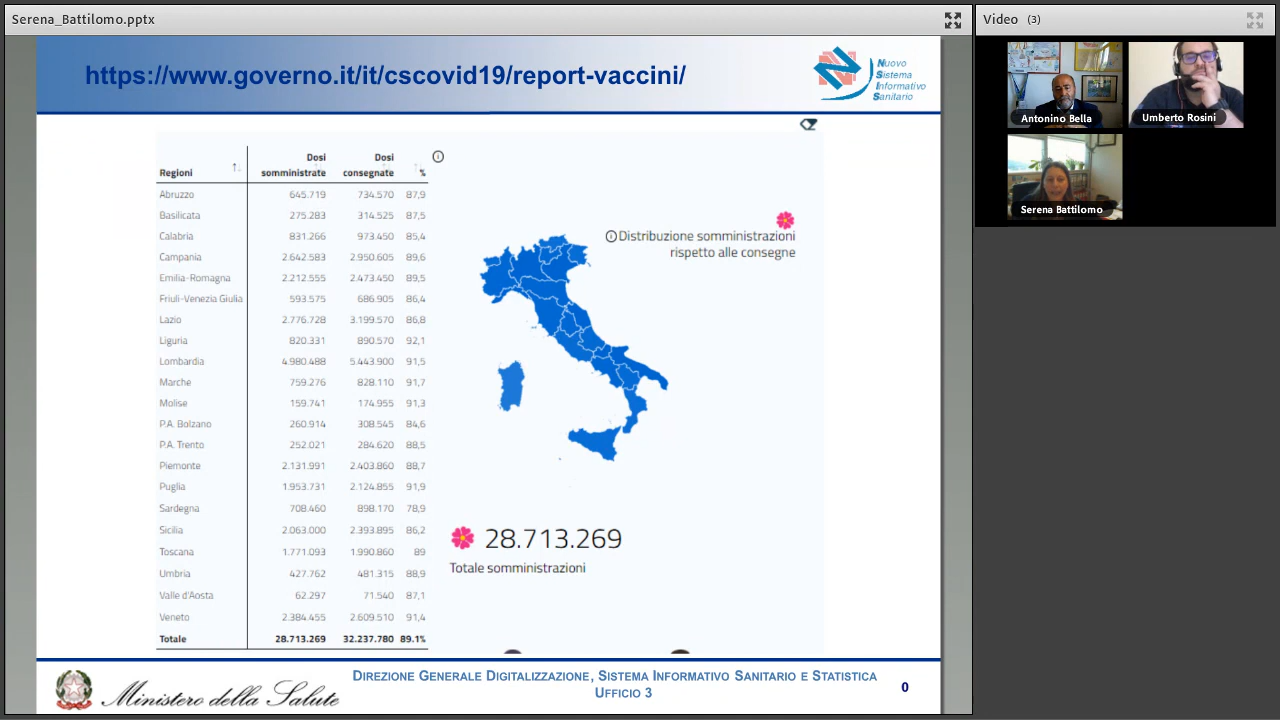 Serena_Battilomo.pptx
https://www.governo.it/it/cscovid19/report-vaccini/
Nuovo
Sistema
Informativo
Sanitario
Regioni Dosi somministrate Dosi consegnate %
Abruzzo 645.719 734.570 87,9
Basilicata 275.283 314.525 87,5
Calabria 831.266 973.450 85,4
Campania 2.642.583 2.950.605 89,6
Emilia-Romagna 2.212.555 2.473.450 89,5
Friuli-Venezia Giulia 593.575 686.905 86,4
Lazio 2.776.728 3.199.570 86,8
Liguria 820.331 890.570 92,1
Lombardia 4.980.488 5.443.900 91,5
Marche 759.276 828.110 91,7
Molise 159.741 174.955 91,3
P.A. Bolzano 260.914 308.545 84,6
P.A. Trento 252.021 284.620 88,5
Piemonte 2.131.991 2.403.860 88,7
Puglia 1.953.731 2.124.855 91,9
Sardegna 708.460 898.170 78,9
Sicilia 2.063.000 2.393.895 86,2
Toscana 1.771.093 1.990.860 89
Umbria 427.762 481.315 88,9
Valle d'Aosta 62.297 71.540 87,1
Veneto 2.384.455 2.609.510 91,4
Totale 28.713.269 32.237.780 89.1%
Distribuzione somministrazioni
rispetto alle consegne
28.713.269
Totale somministrazioni
Ministero della Salute
Direzione Generale Digitalizzazione, Sistema Informativo Sanitario e Statistica
Ufficio 3
0
Video (3)
Antonino Bella
Umberto Rosini
Serena Battilomo